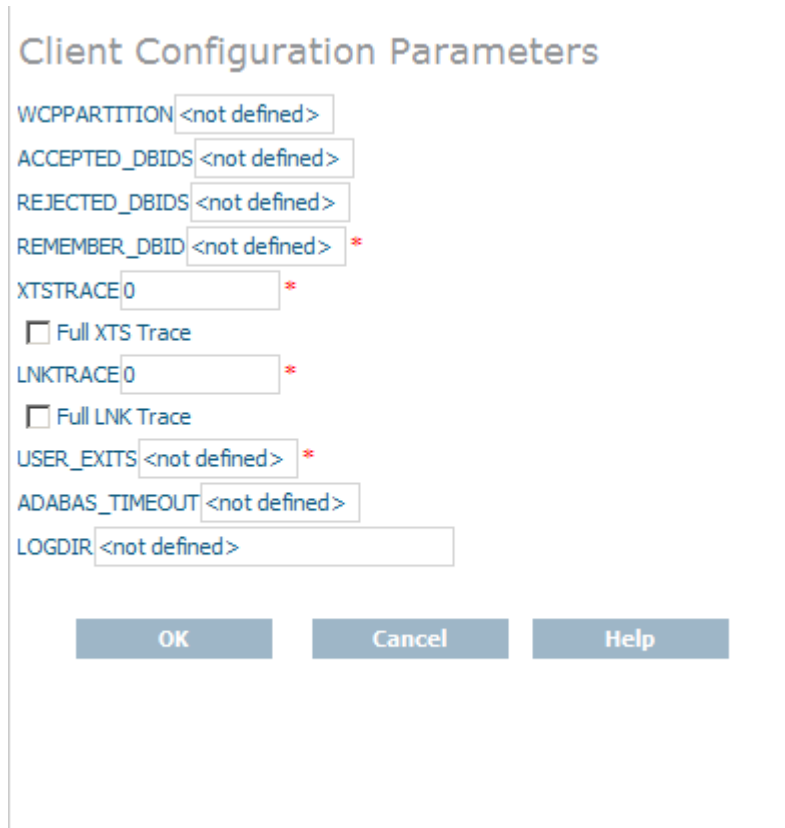 Client Configuration Parameters
WCPPARTITION <not defined>
ACCEPTED_DBIDS <not defined>
REJECTED_DBIDS <not defined>
REMEMBER_DBID <not defined> *
XTSTRACE 0 *
Full XTS Trace
LNKTRACE 0 *
Full LNK Trace
USER_EXITS <not defined> *
ADABAS_TIMEOUT <not defined>
LOGDIR <not defined>
OK Cancel Help